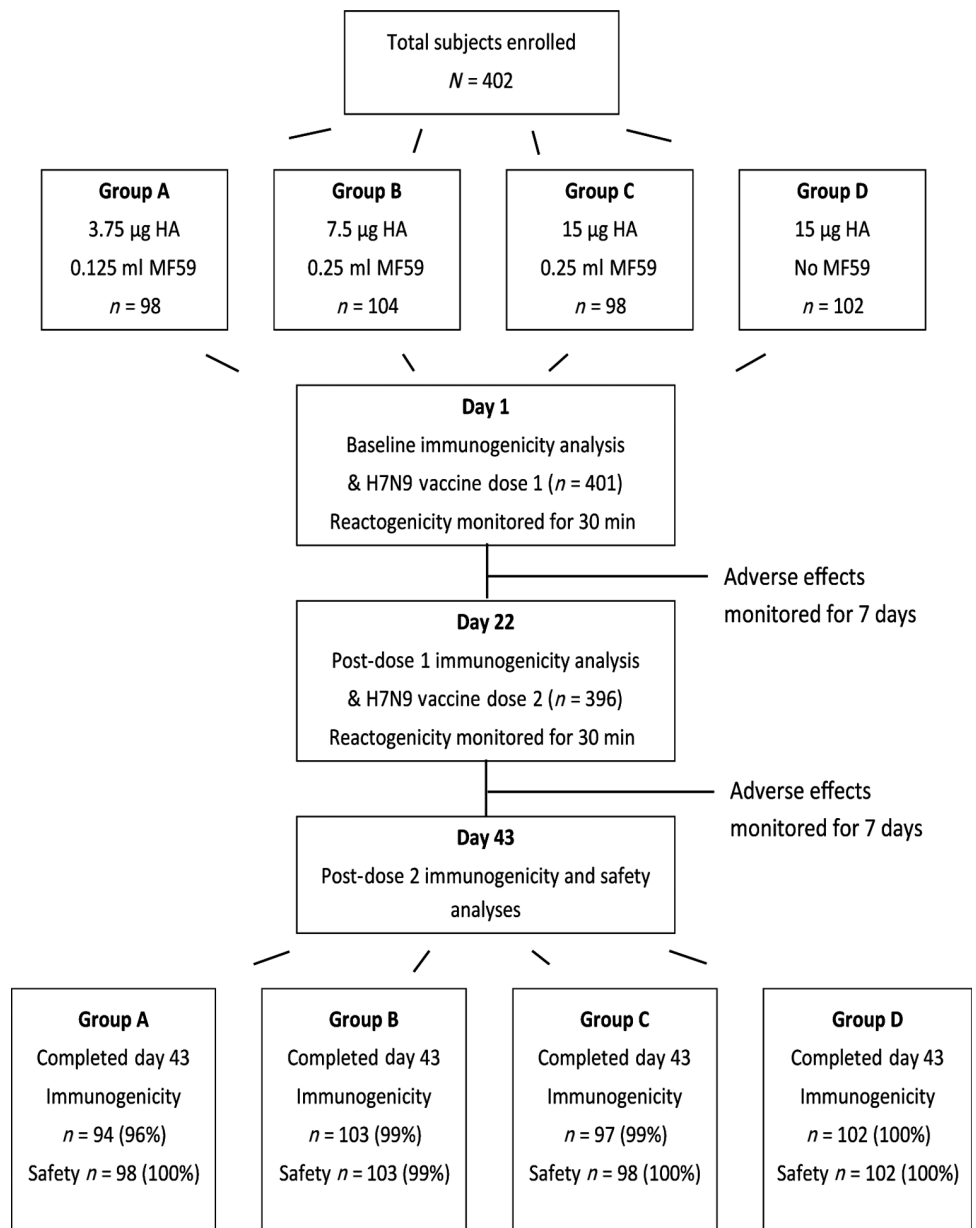 Total subjects enrolled
N = 402
Group A
3.75 µg HA
0.125 ml MF59
n = 98
Group B
7.5 µg HA
0.25 ml MF59
n = 104
Group C
15 µg HA
0.25 ml MF59
n = 98
Group D
15 µg HA
No MF59
n = 102
Day 1
Baseline immunogenicity analysis
& H7N9 vaccine dose 1 (n = 401)
Reactogenicity monitored for 30 min
Adverse effects
monitored for 7 days
Day 22
Post-dose 1 immunogenicity analysis
& H7N9 vaccine dose 2 (n = 396)
Reactogenicity monitored for 30 min
Adverse effects
monitored for 7 days
Day 43
Post-dose 2 immunogenicity and safety
analyses
Group A
Completed day 43
Immunogenicity
n = 94 (96%)
Safety n = 98 (100%)
Group B
Completed day 43
Immunogenicity
n = 103 (99%)
Safety n = 103 (99%)
Group C
Completed day 43
Immunogenicity
n = 97 (99%)
Safety n = 98 (100%)
Group D
Completed day 43
Immunogenicity
n = 102 (100%)
Safety n = 102 (100%)